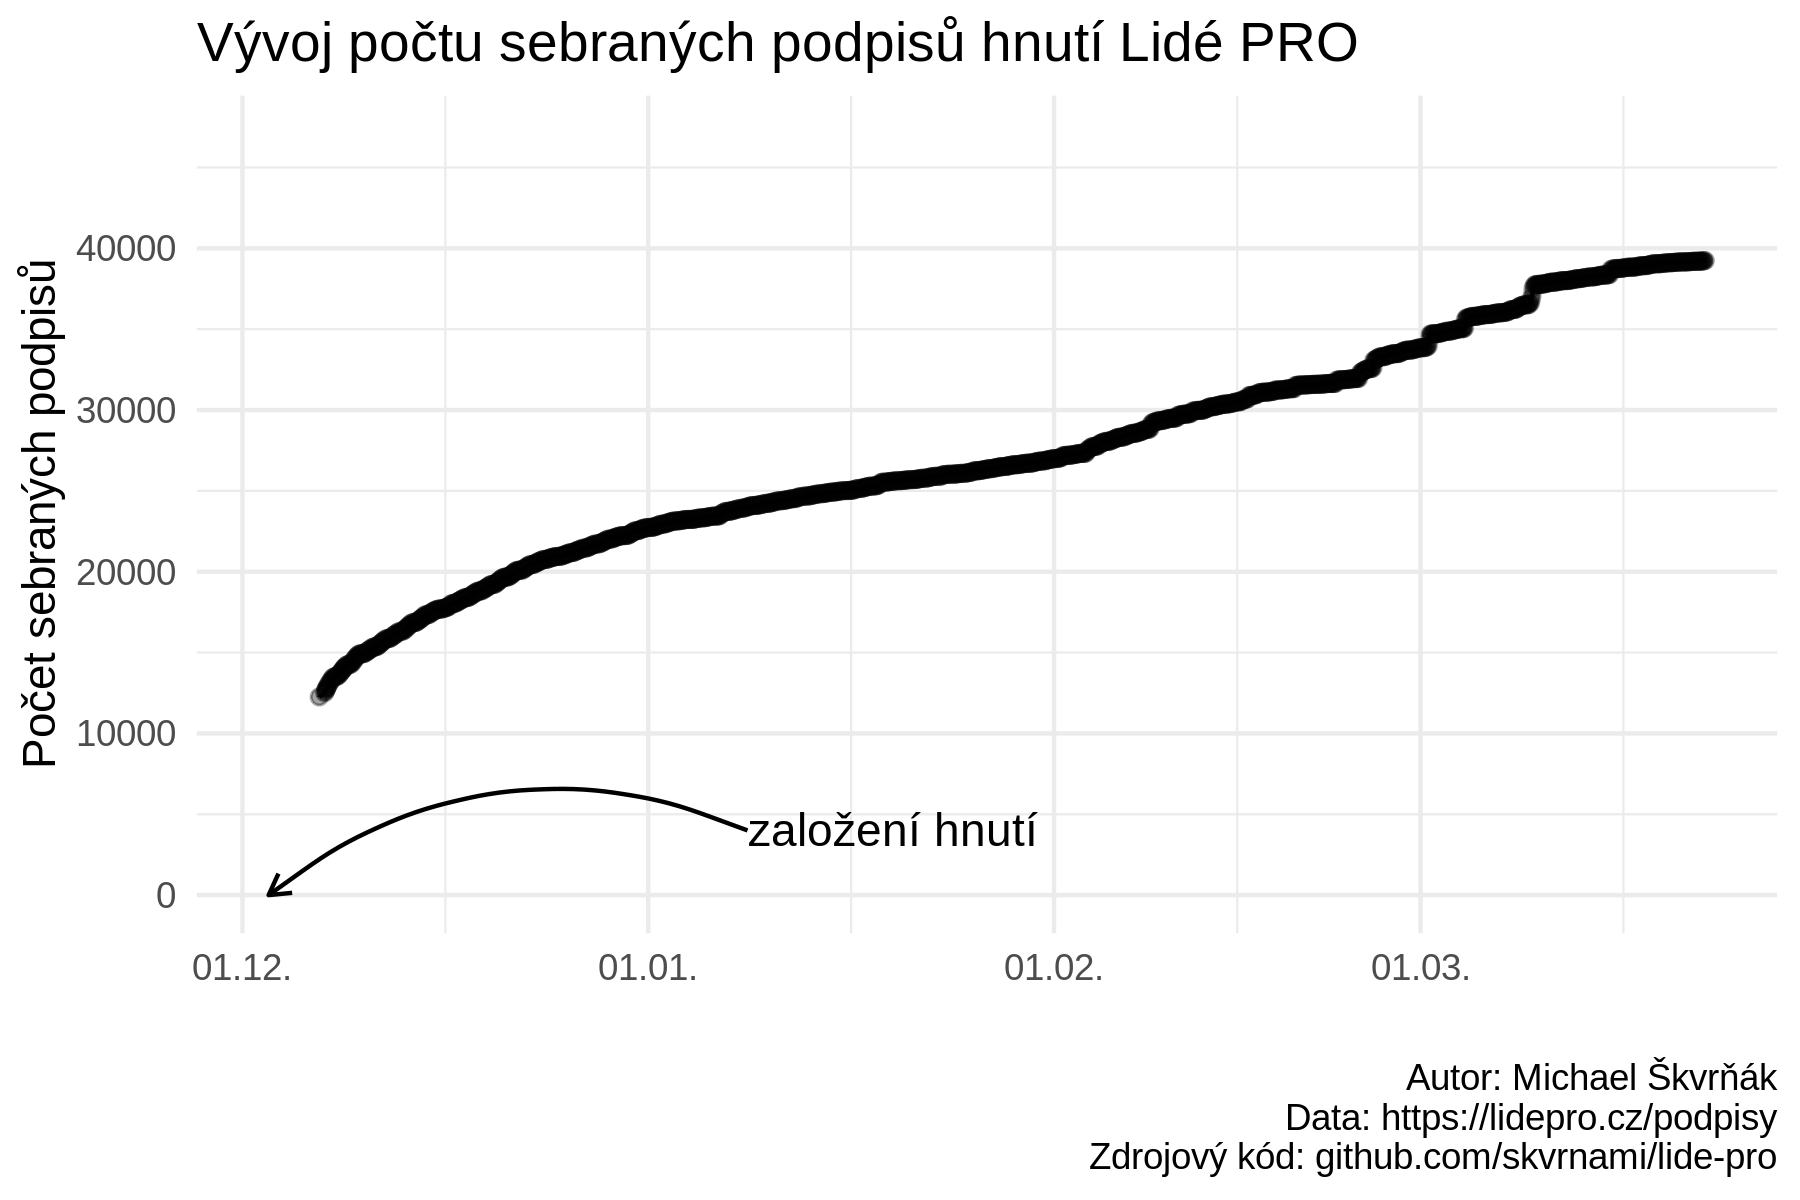 Vývoj počtu sebraných podpisů hnutí Lidé PRO
Počet sebraných podpisů
40000
30000
20000
10000
0
založení hnutí
01.12.
01.01.
01.02.
01.03.
Autor: Michael Škvrňák
Data: https://lidepro.cz/podpisy
Zdrojový kód: github.com/skvrnami/lide-pro